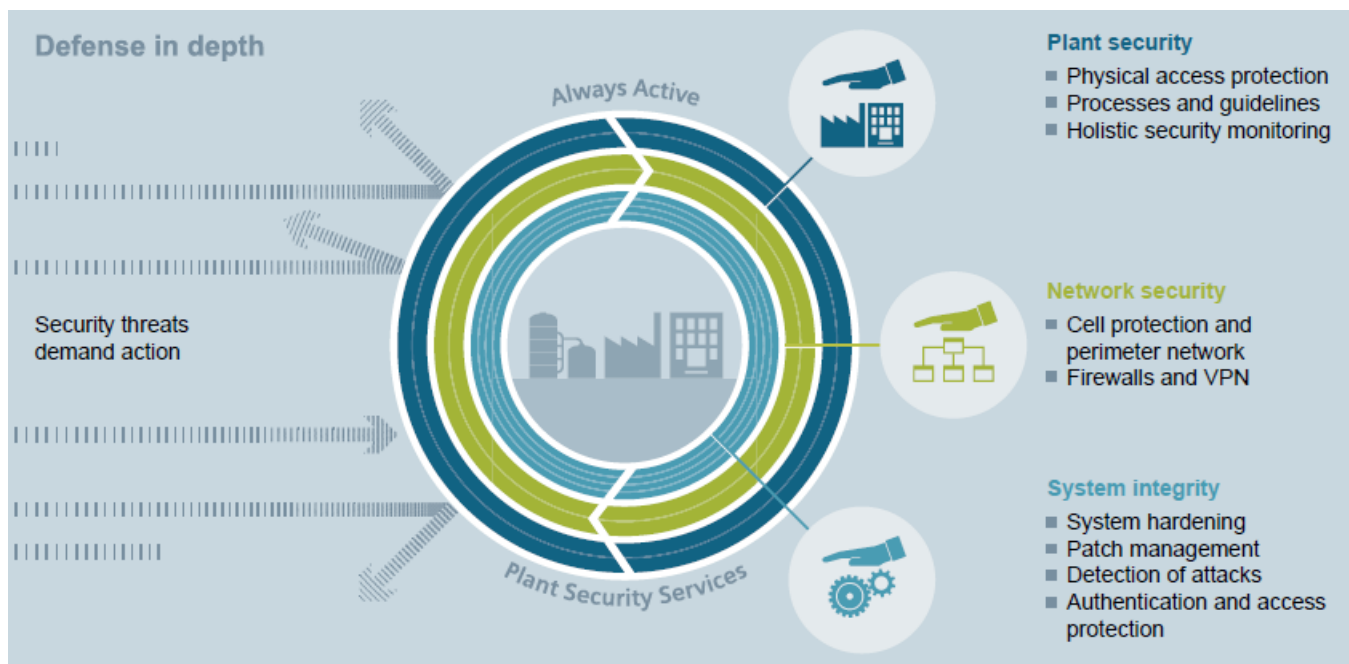 Defense in depth
Always Active
Security threats
demand action
Plant Security Services
Plant security
Physical access protection
Processes and guidelines
Holistic security monitoring
Network security
Cell protection and
perimeter network
Firewalls and VPN
System integrity
System hardening
Patch management
Detection of attacks
Authentication and access
protection